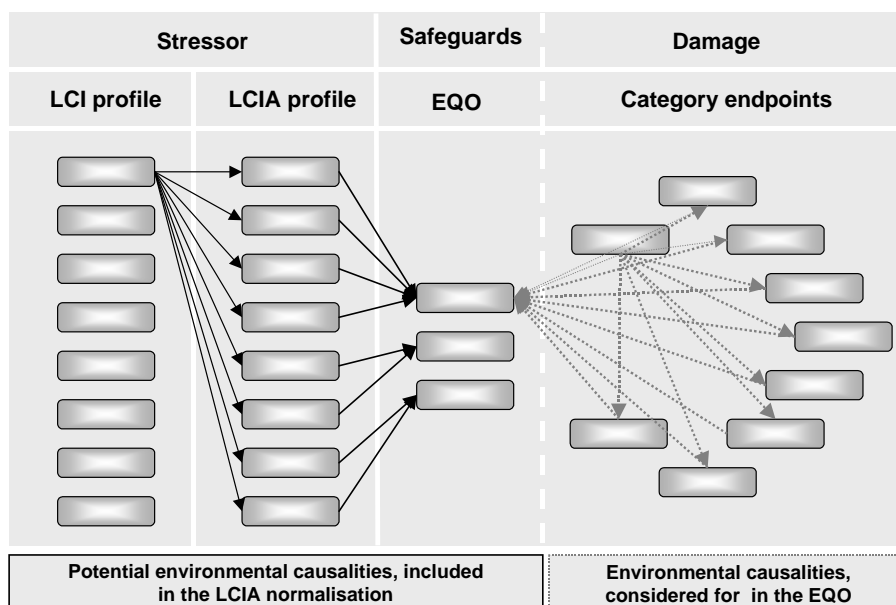 Stressor
Safeguards
Damage
LCI profile
LCIA profile
EQO
Category endpoints
Potential environmental causalities, included
in the LCIA normalisation
Environmental causalities,
considered for  in the EQO